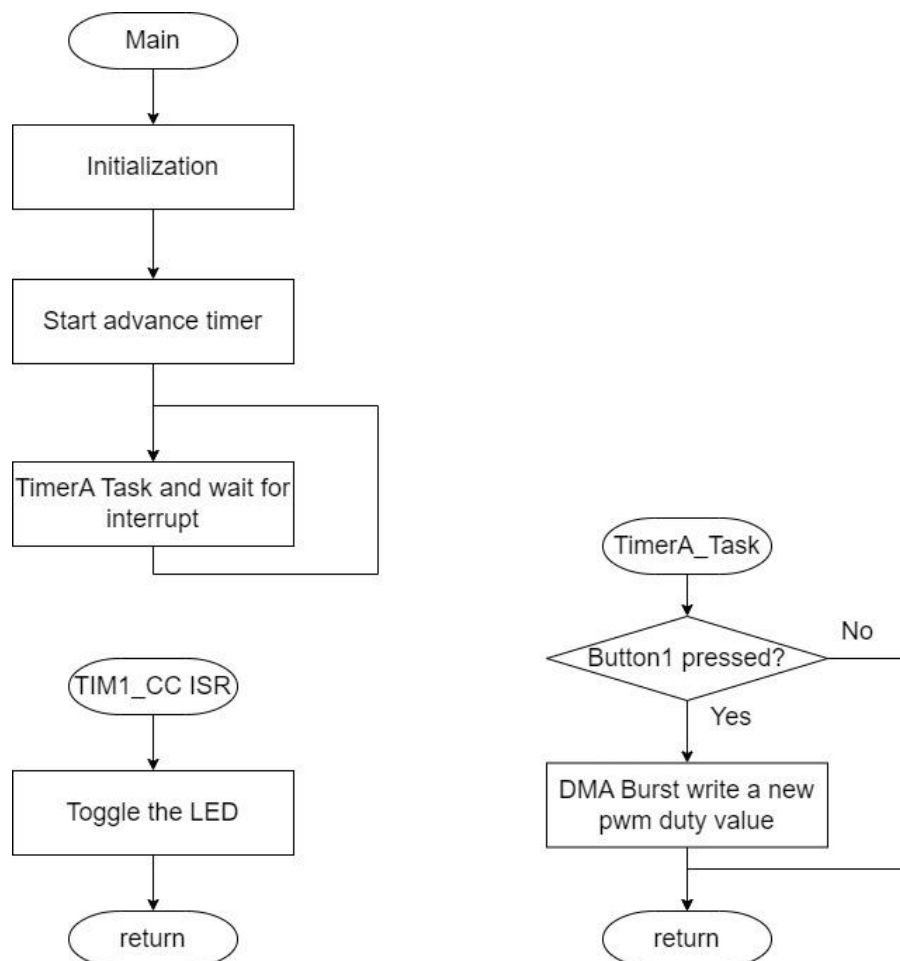 Main
Initialization
Start advance timer
TimerA Task and wait for
interrupt
TIM1_CC ISR
Toggle the LED
return
TimerA_Task
Button1 pressed?
No
Yes
DMA Burst write a new
pwm duty value
return